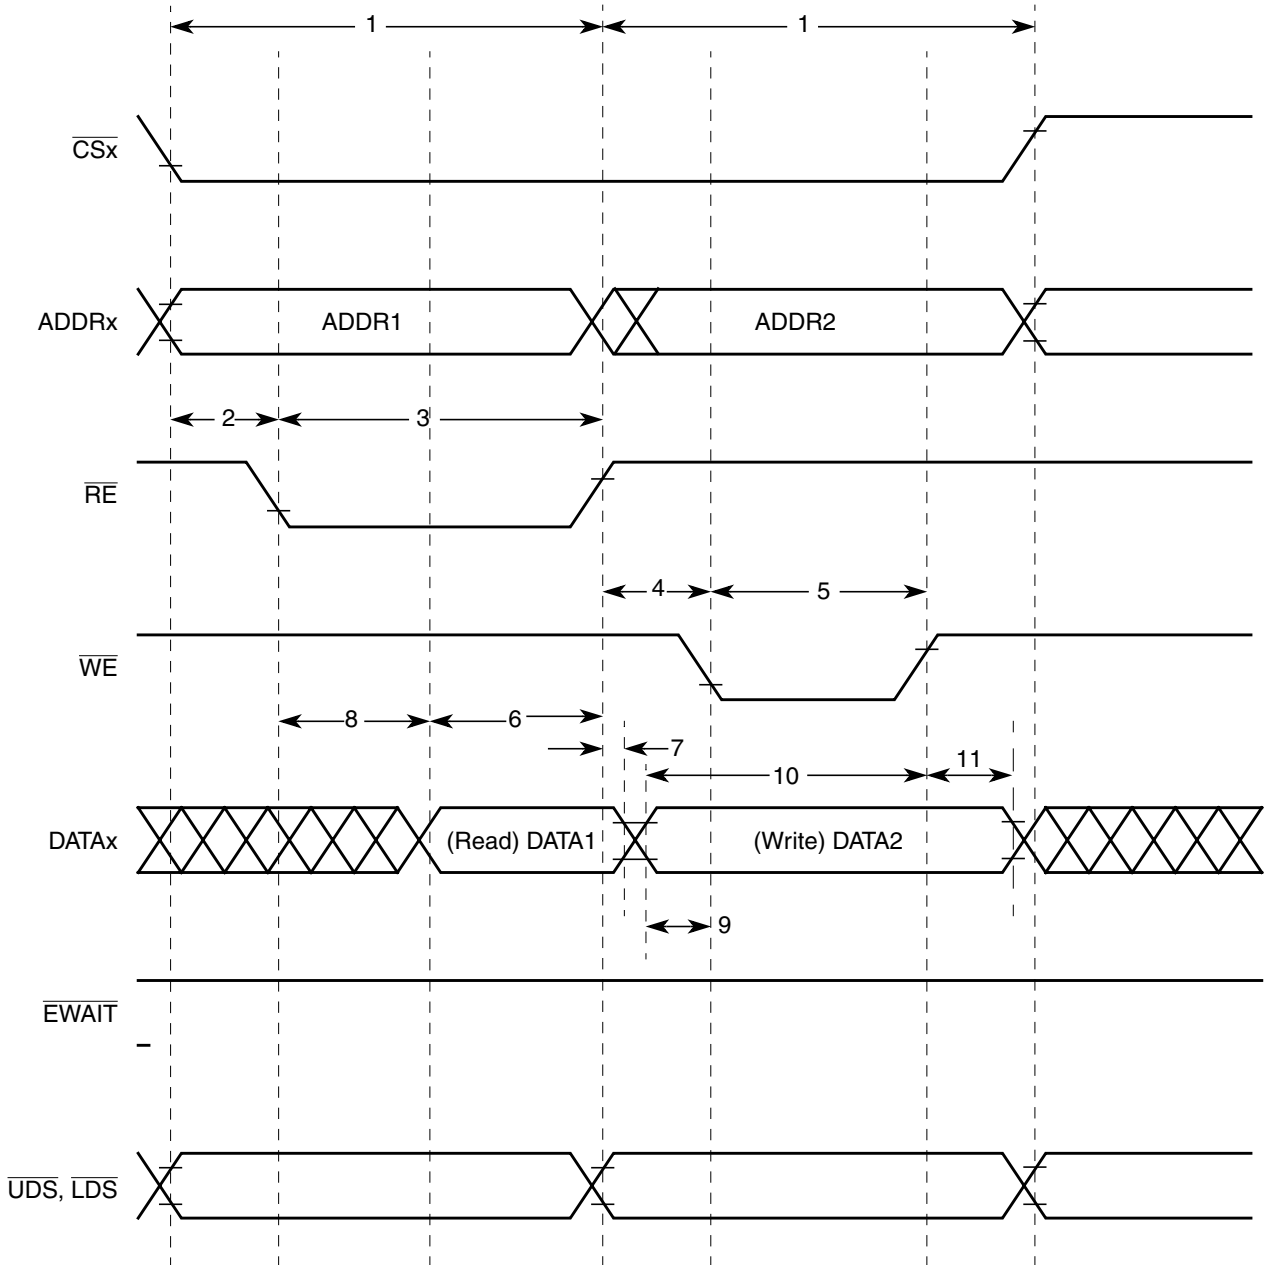 1 1
CSx
ADDRx ADDR1 ADDR2
2 3
RE
4 5
WE
8 6
7
10 11
DATAx (Read) DATA1 (Write) DATA2
9
EWAIT
UDS, LDS